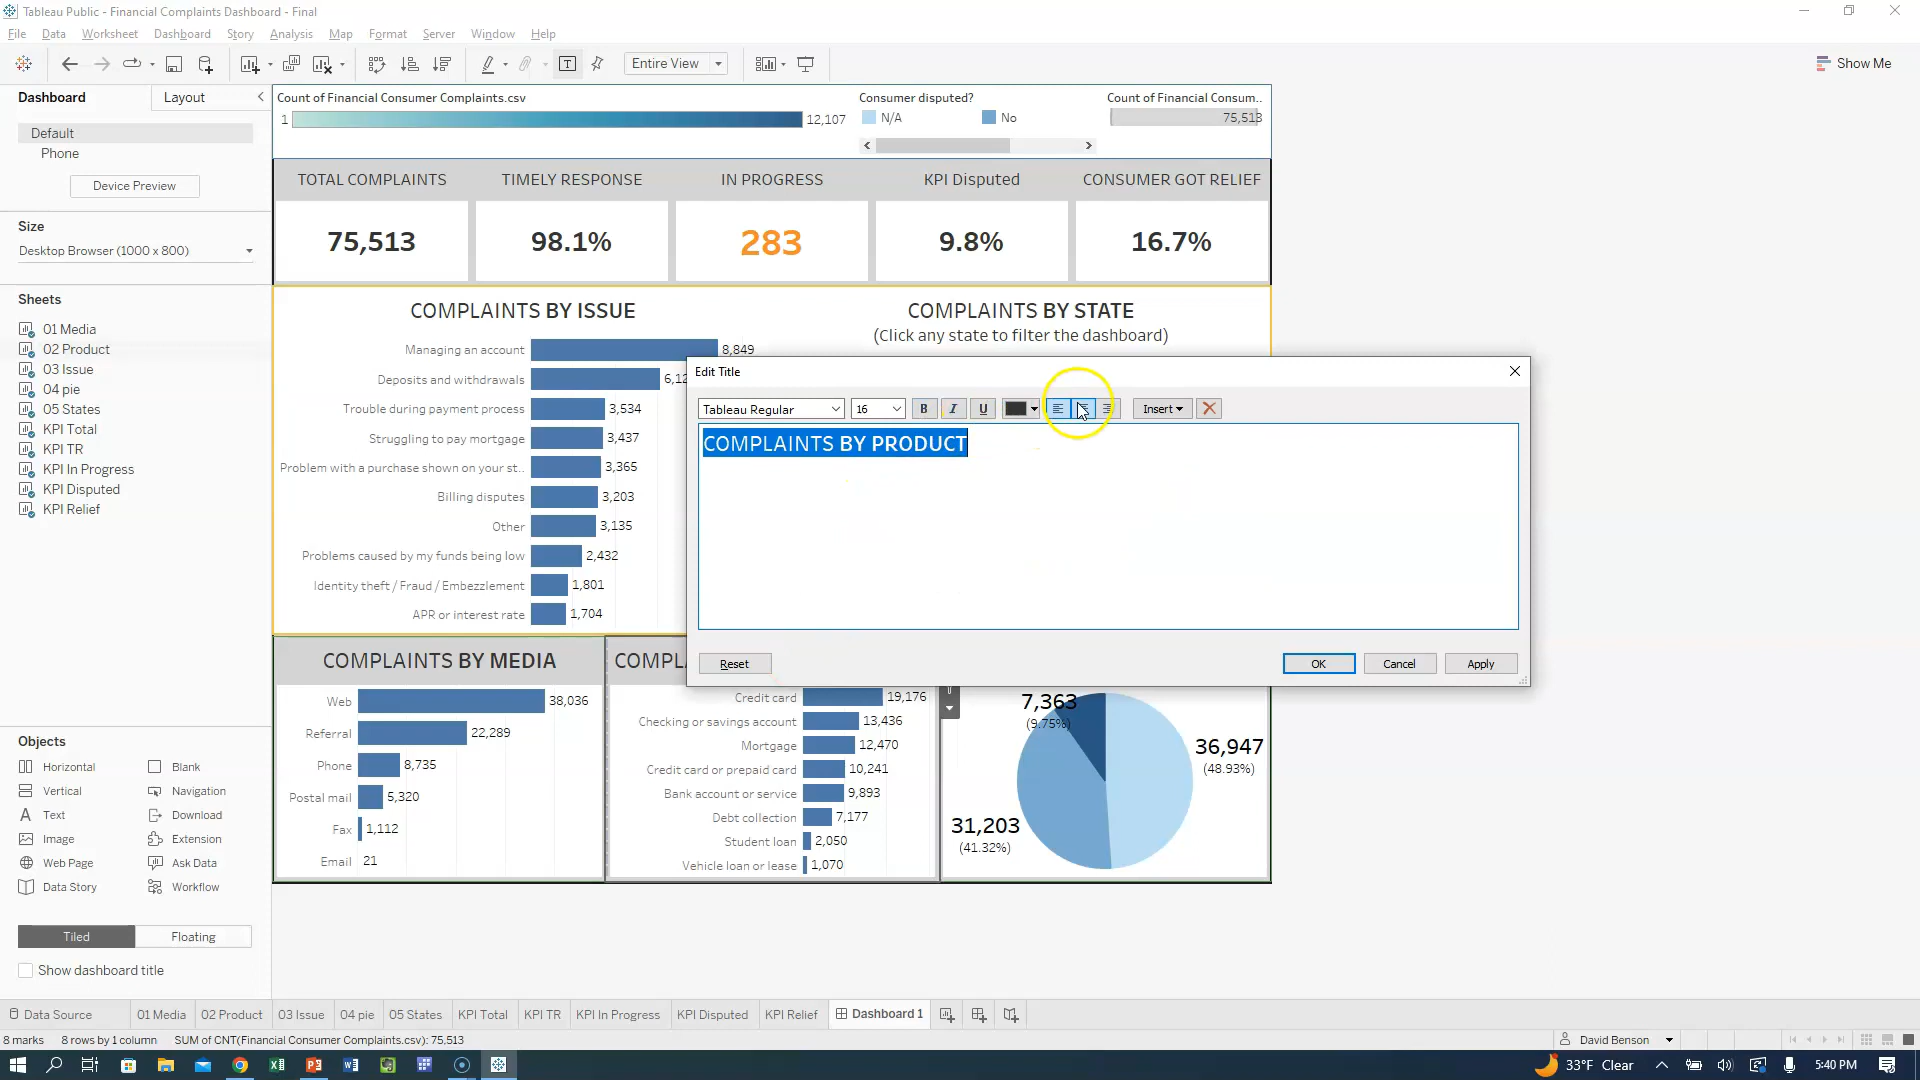 Tableau Public - Financial Complaints Dashboard - Final
File Data Worksheet Dashboard Story Analysis Map Format Server Window Help
Entire View
Show Me
Dashboard Layout
Default
Phone
Device Preview
Size
Desktop Browser (1000 x 800)
Sheets
01 Media
02 Product
03 Issue
04 pie
05 States
KPI Total
KPI TR
KPI In Progress
KPI Disputed
KPI Relief
Objects
Horizontal Blank
Vertical Navigation
Text Download
Image Extension
Web Page Ask Data
Data Story Workflow
Tiled Floating
Show dashboard title
Count of Financial Consumer Complaints.csv
1 12,107
Consumer disputed?
N/A No
Count of Financial Consum..
75,513
TOTAL COMPLAINTS TIMELY RESPONSE IN PROGRESS KPI Disputed CONSUMER GOT RELIEF
75,513 98.1% 283 9.8% 16.7%
COMPLAINTS BY ISSUE
Managing an account 8,849
Deposits and withdrawals 6,12
Trouble during payment process 3,534
Struggling to pay mortgage 3,437
Problem with a purchase shown on your st.. 3,365
Billing disputes 3,203
Other 3,135
Problems caused by my funds being low 2,432
Identity theft / Fraud / Embezzlement 1,801
APR or interest rate 1,704
COMPLAINTS BY STATE
(Click any state to filter the dashboard)
Edit Title
Tableau Regular 16 B I U Insert
COMPLAINTS BY PRODUCT
Reset OK Cancel Apply
COMPLAINTS BY MEDIA
Web 38,036
Referral 22,289
Phone 8,735
Postal mail 5,320
Fax 1,112
Email 21
COMPL
Credit card 19,176
Checking or savings account 13,436
Mortgage 12,470
Credit card or prepaid card 10,241
Bank account or service 9,893
Debt collection 7,177
Student loan 2,050
Vehicle loan or lease 1,070
7,363
(9.75%)
36,947
(48.93%)
31,203
(41.32%)
Data Source 01 Media 02 Product 03 Issue 04 pie 05 States KPI Total KPI TR KPI In Progress KPI Disputed KPI Relief Dashboard 1
8 marks 8 rows by 1 column SUM of CNT(Financial Consumer Complaints.csv): 75,513
David Benson
33°F Clear 5:40 PM